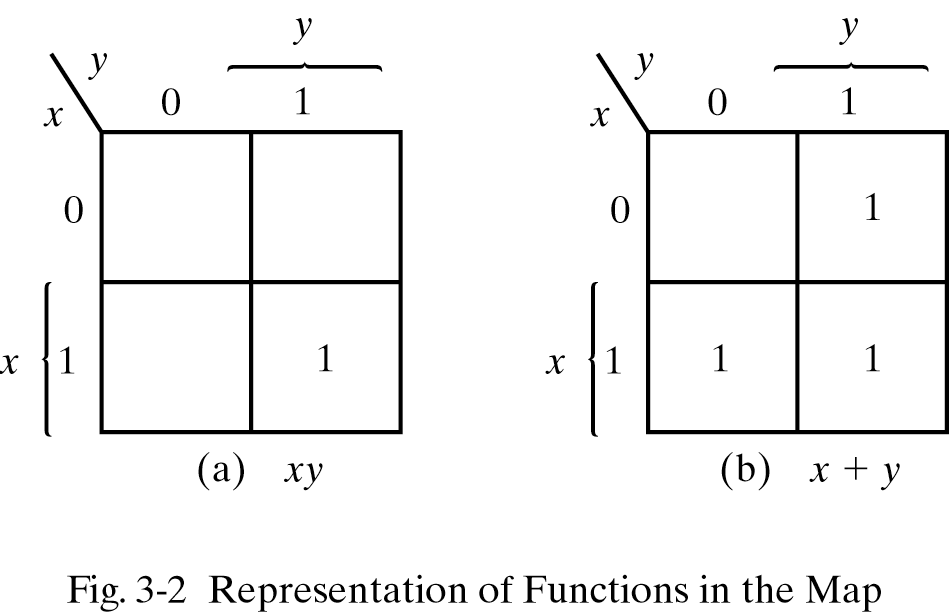 y y
y y
x 0 1 x 0 1
0 0 1
x 1 1 x 1 1 1
(a) xy (b) x + y
Fig. 3-2 Representation of Functions in the Map